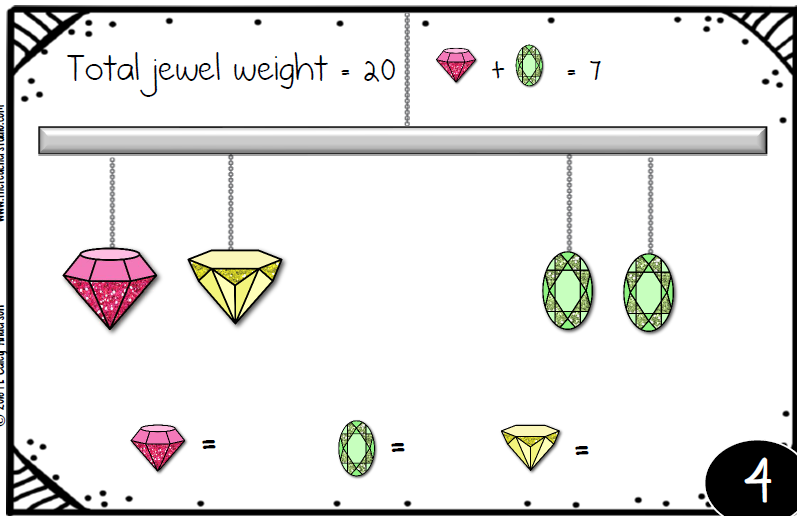 Total jewel weight = 20
+ = 7
=
=
=
4